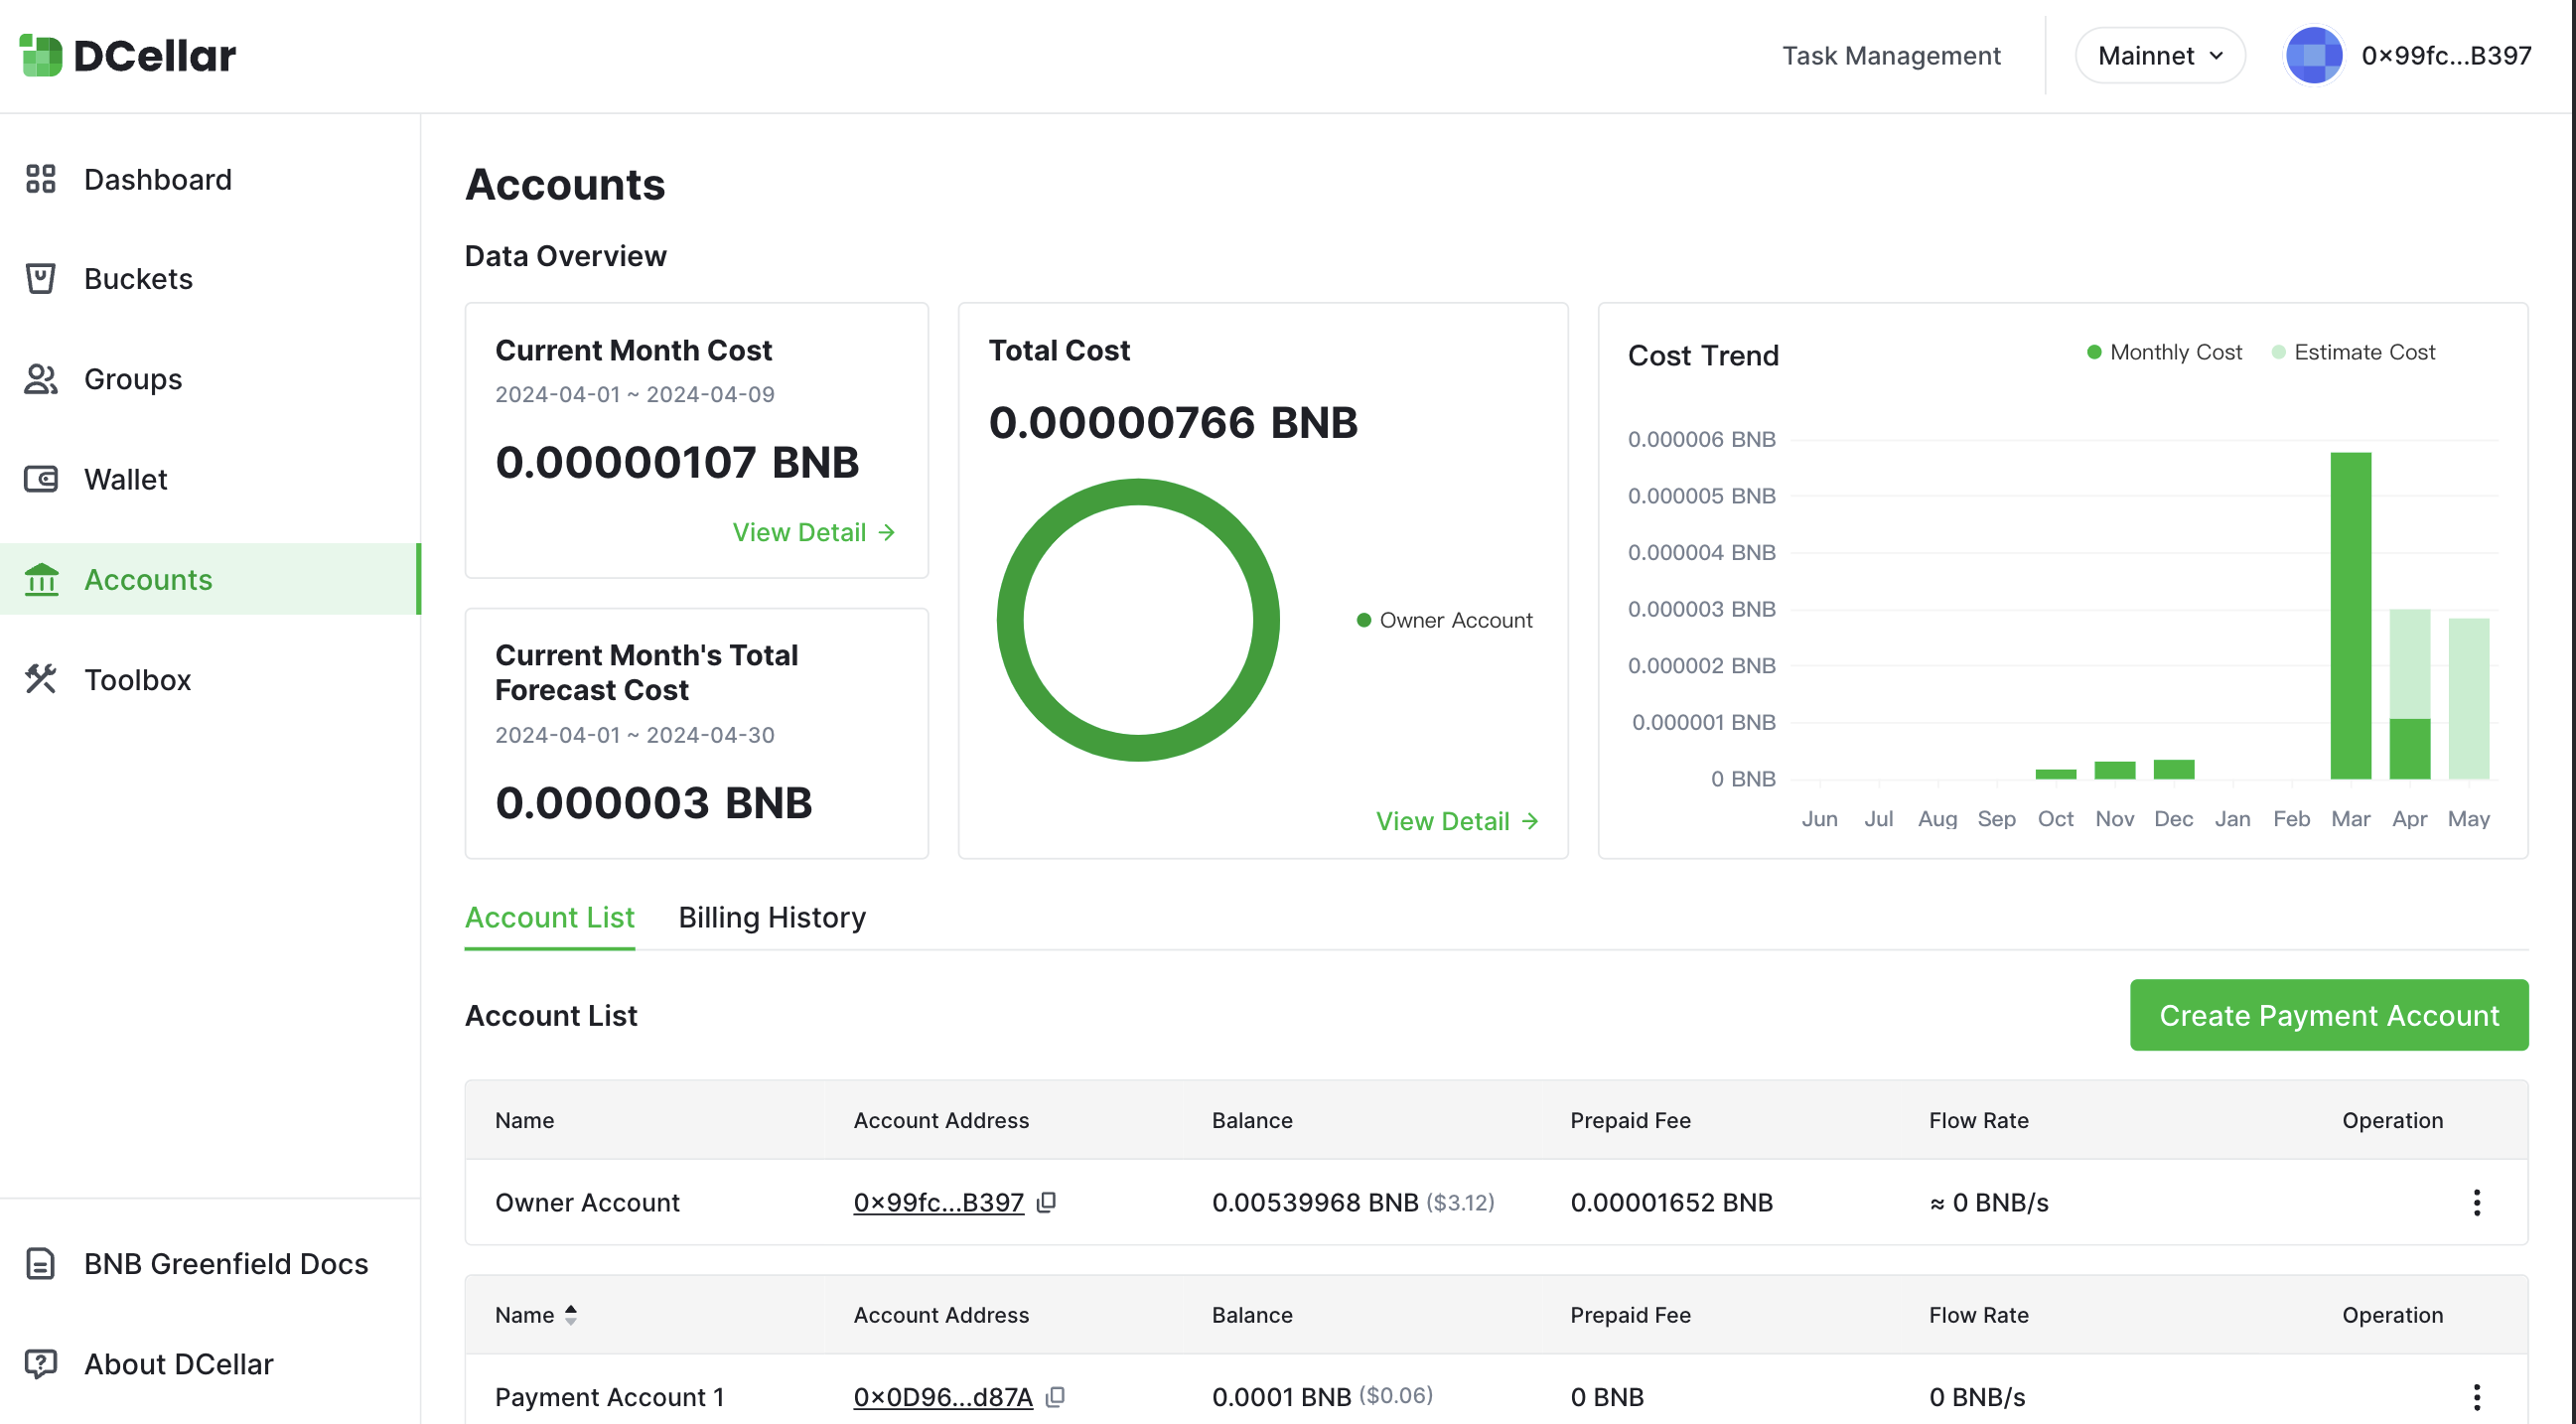 DCellar
Task Management
Mainnet
0×99fc...B397
Dashboard
Buckets
Groups
Wallet
Accounts
Toolbox
BNB Greenfield Docs
About DCellar
Accounts
Data Overview
Current Month Cost
2024-04-01 ~ 2024-04-09
0.00000107 BNB
View Detail →
Current Month's Total
Forecast Cost
2024-04-01 ~ 2024-04-30
0.000003 BNB
Total Cost
0.00000766 BNB
Owner Account
View Detail →
Cost Trend
Monthly Cost
Estimate Cost
0.000006 BNB
0.000005 BNB
0.000004 BNB
0.000003 BNB
0.000002 BNB
0.000001 BNB
0 BNB
Jun Jul Aug Sep Oct Nov Dec Jan Feb Mar Apr May
Account List Billing History
Account List
Create Payment Account
Name Account Address Balance Prepaid Fee Flow Rate Operation
Owner Account 0×99fc...B397 0.00539968 BNB ($3.12) 0.00001652 BNB ≈ 0 BNB/s
Name Account Address Balance Prepaid Fee Flow Rate Operation
Payment Account 1 0×0D96...d87A 0.0001 BNB ($0.06) 0 BNB 0 BNB/s